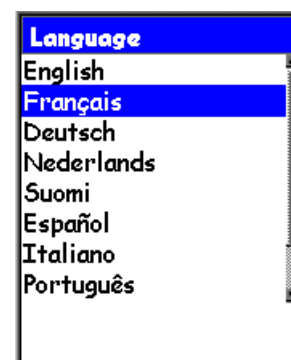 Language
English
Français
Deutsch
Nederlands
Suomi
Español
Italiano
Português